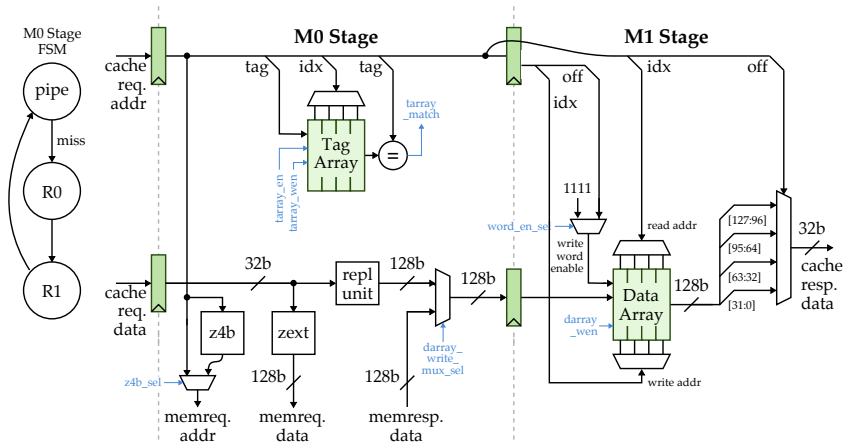 M0 Stage
FSM
pipe
miss
R0
R1
M0 Stage
M1 Stage
cache
req.
addr
tag
idx
tag
idx
off
off
idx
tarray
_match
Tag
Array
=
tarray_en
tarray_wen
1111
word_en_sel
write
word
enable
read addr
[127:96]
[95:64]
[63:32]
[31:0]
32b
cache
resp.
data
cache
req.
data
32b
repl
unit
128b
128b
Data
Array
128b
darray
_wen
z4b
zext
darray_
write_
mux_sel
z4b_sel
128b
128b
write addr
memreq.
addr
memreq.
data
memresp.
data